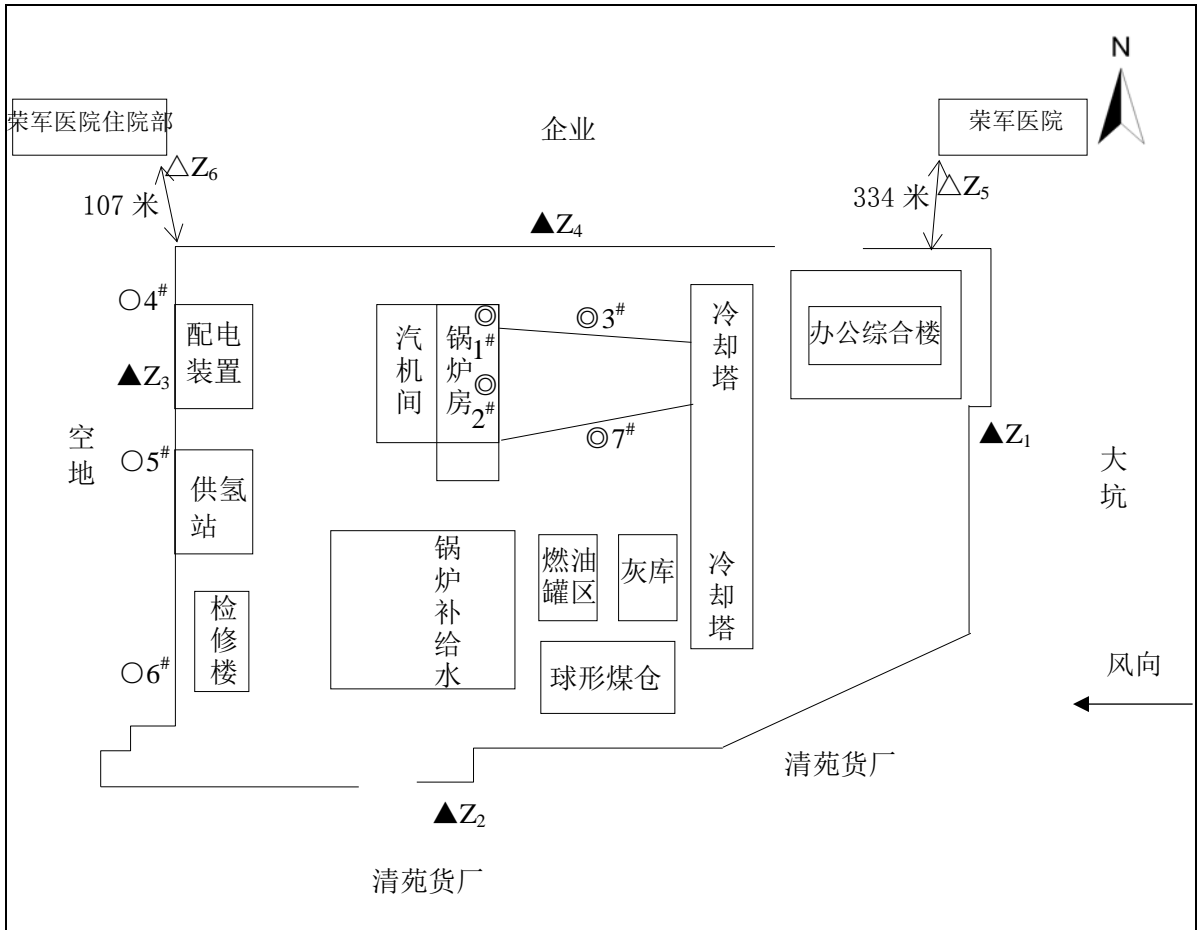 N
荣军医院住院部
企业
荣军医院
△Z₆
107 米
334 米
△Z₅
▲Z₄
○4#
配电
装置
▲Z₃
空
地
○5#
供氢
站
检
修
楼
○6#
汽
机
间
锅
炉
房
◎1#
◎2#
◎3#
◎7#
冷
却
塔
冷
却
塔
办公综合楼
▲Z₁
大
坑
锅
炉
补
给
水
燃油
罐区
灰库
球形煤仓
风向
清苑货厂
▲Z₂
清苑货厂